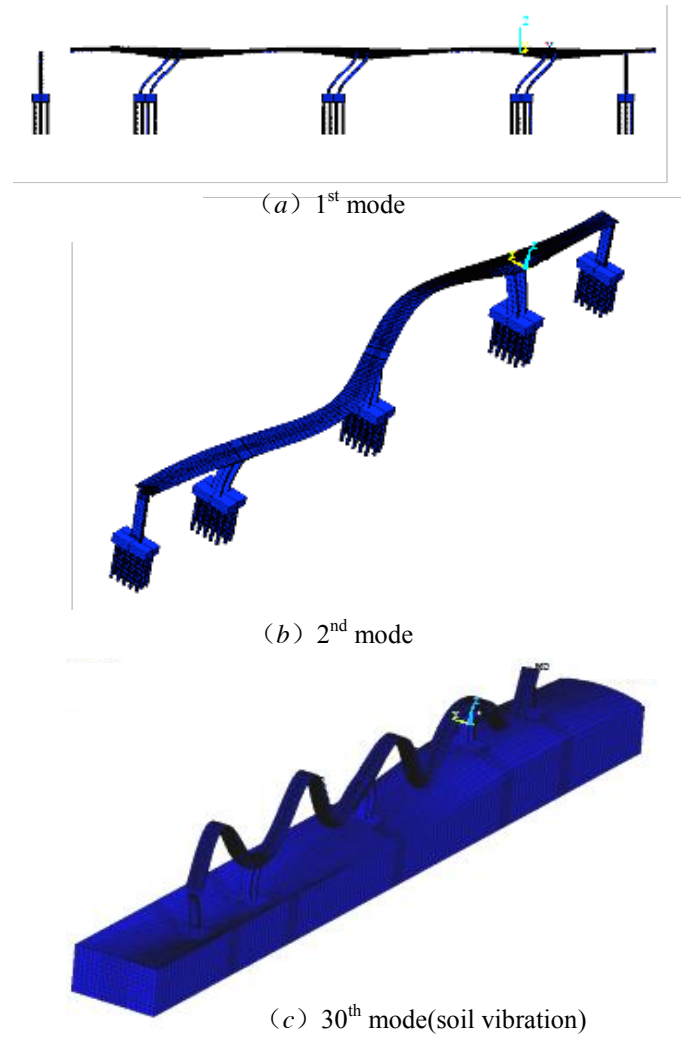 Z
（a）1st mode
（b）2nd mode
（c）30th mode(soil vibration)